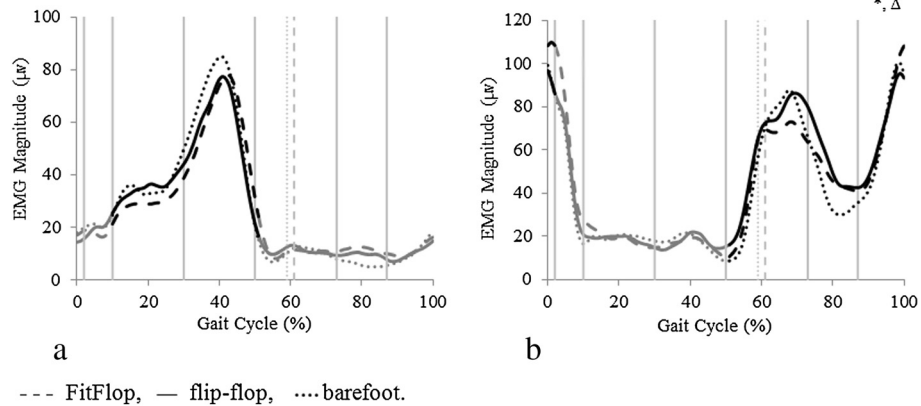 *, Δ
100
80
60
40
20
0
EMG Magnitude (μv)
0 20 40 60 80 100
Gait Cycle (%)
a
120
100
80
60
40
20
0
EMG Magnitude (μv)
0 20 40 60 80 100
Gait Cycle (%)
b
FitFlop, flip-flop, barefoot.